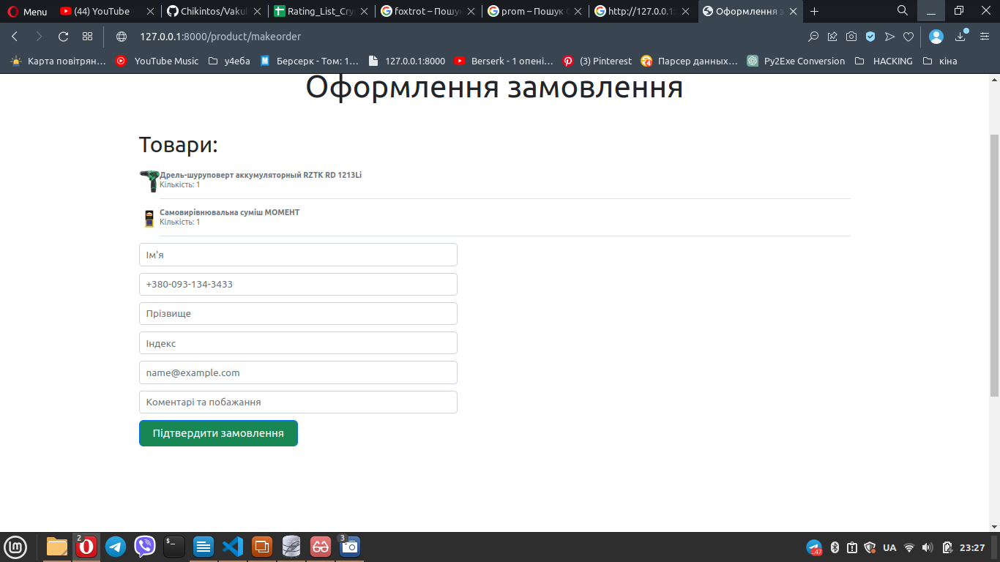 Menu
(44) YouTube
Chikintos/Vakul
Rating_List_Cry
foxtrot – Пошук
prom – Пошук G
http://127.0.0.1:
Оформлення з
127.0.0.1:8000/product/makeorder
Карта повітрян…
YouTube Music
у4еба
Берсерк - Том: 1…
127.0.0.1:8000
Berserk - 1 опені…
(3) Pinterest
Парсер данных…
Py2Exe Conversion
HACKING
кіна
Оформлення замовлення
Товари:
Дрель-шуруповерт аккумуляторный RZTK RD 1213Li
Кількість: 1
Самовирівнювальна суміш МОМЕНТ
Кількість: 1
Ім'я
+380-093-134-3433
Прізвище
Індекс
name@example.com
Коментарі та побажання
Підтвердити замовлення
2
3
47
UA
23:27